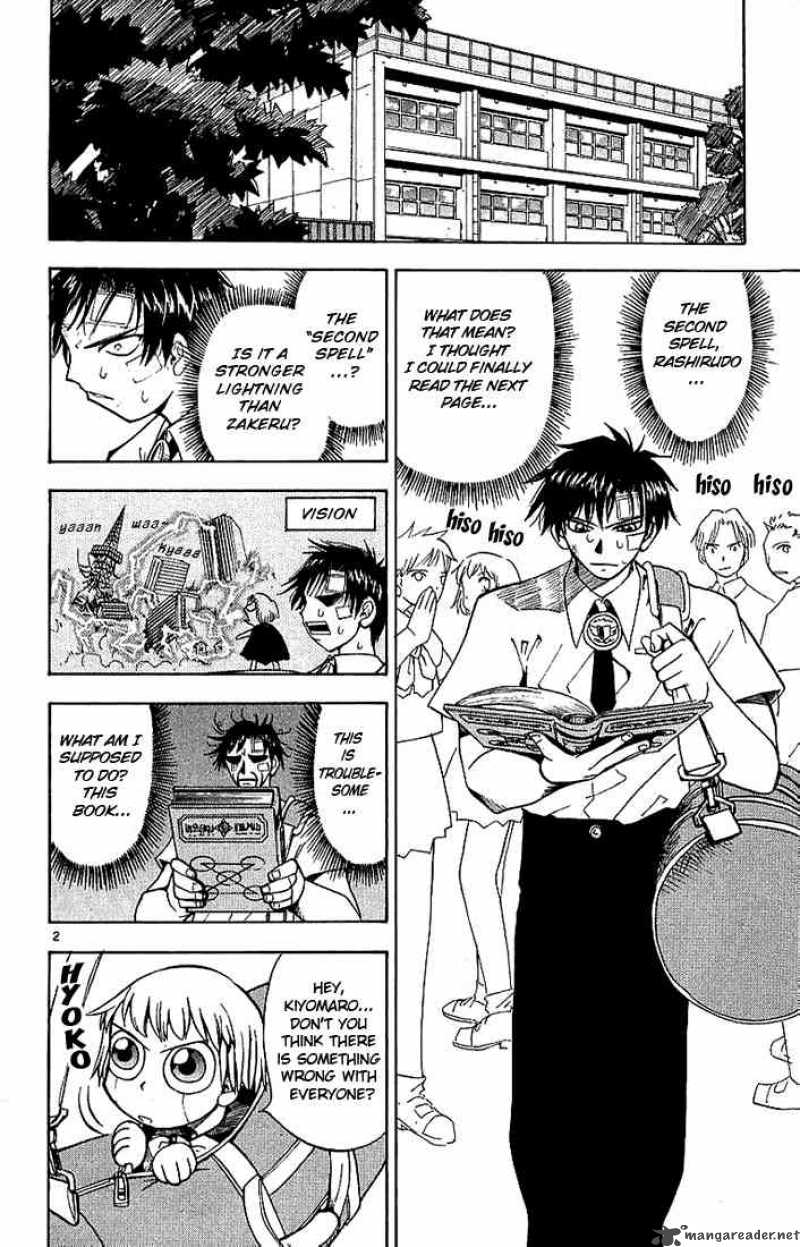 THE
SECOND
SPELL,
RASHIRUDO
...
WHAT DOES
THAT MEAN?
I THOUGHT
I COULD FINALLY
READ THE NEXT
PAGE...
hiso
hiso
hiso
hiso
THE
"SECOND
SPELL"
...?
IS IT A
STRONGER
LIGHTNING
THAN
ZAKERU?
VISION
yaaan
waa-
kyaaa
THIS
IS
TROUBLE-
SOME
...
WHAT AM I
SUPPOSED
TO DO?
THIS
BOOK...
2
HYOKO
HEY,
KIYOMARO...
DON'T YOU
THINK THERE
IS SOMETHING
WRONG WITH
EVERYONE?
mangareader.net